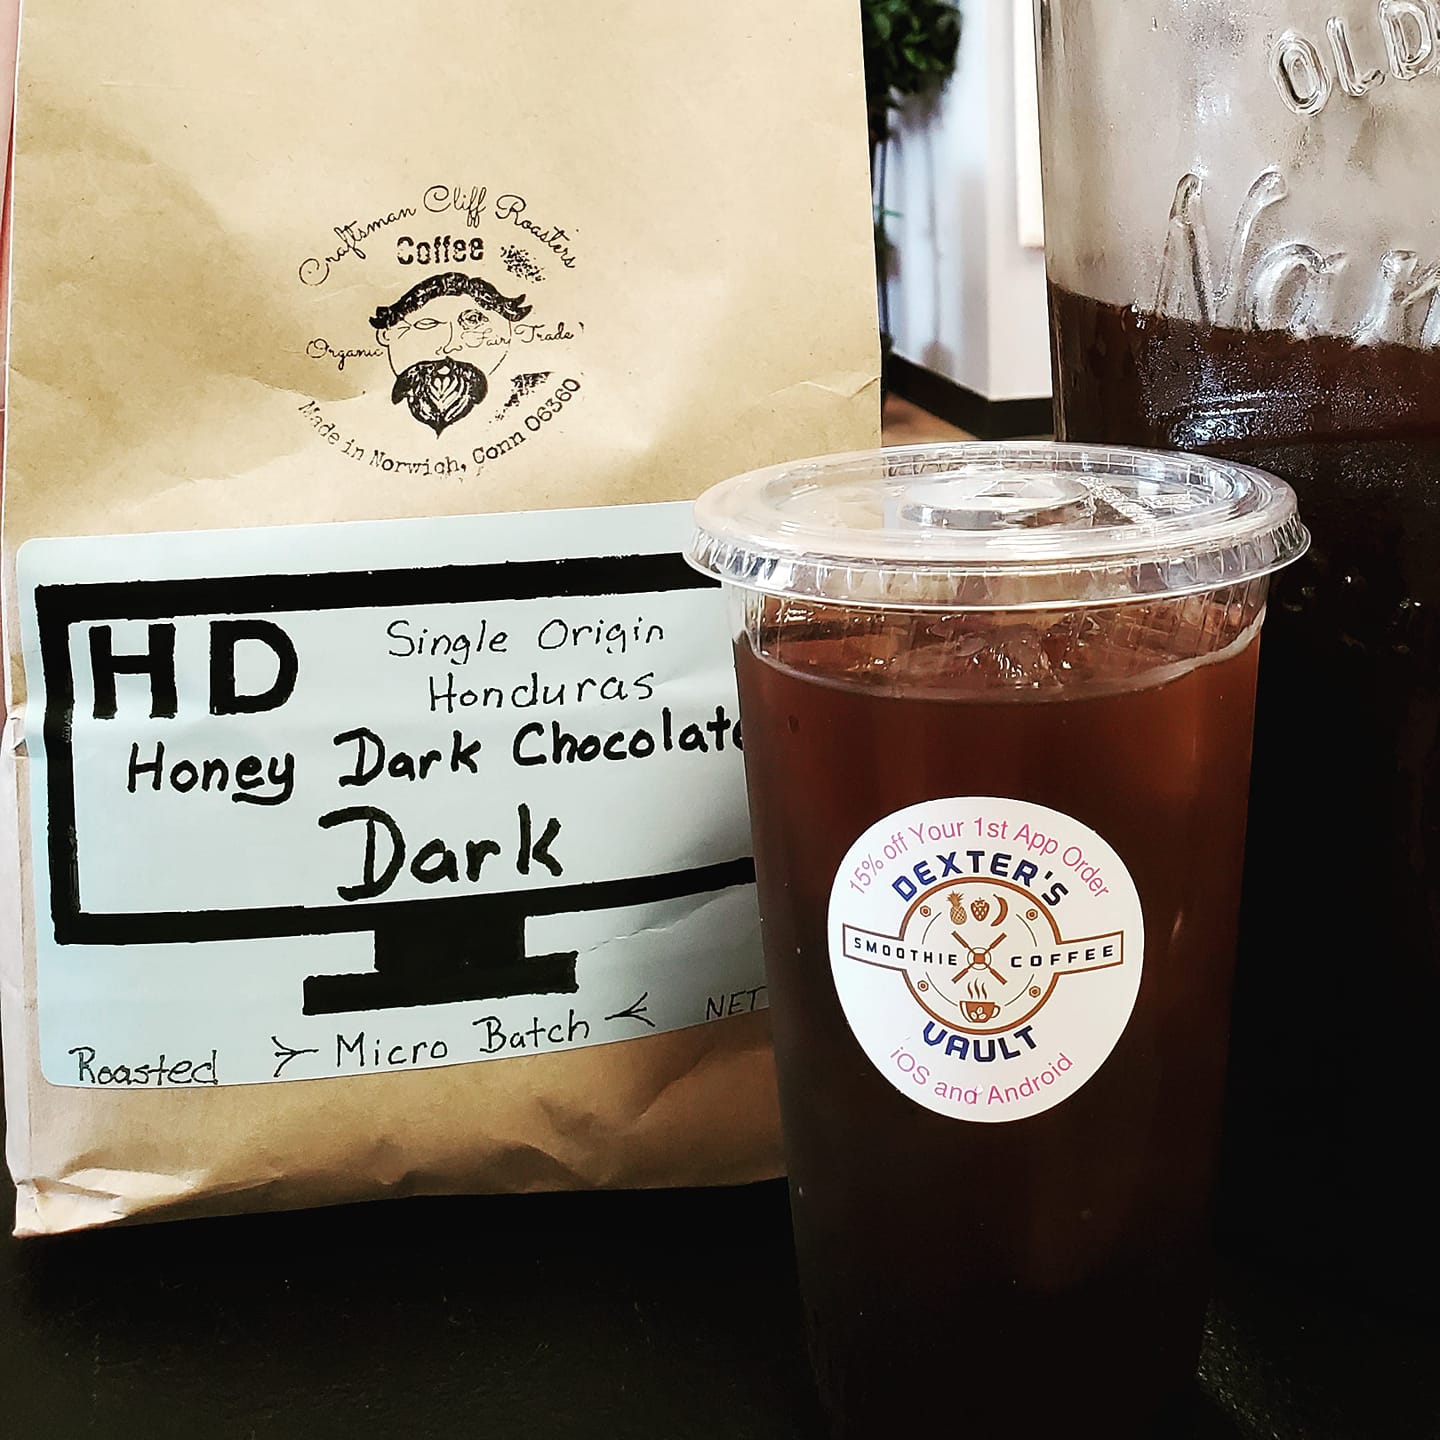 Craftsman Cliff Roasters
Coffee
Organic
Fair Trade
Made in Norwich, Conn 06360
HD
Single Origin
Honduras
Honey Dark Chocolate
Dark
Roasted
Micro Batch
NET
15% off Your 1st App Order
DEXTER'S
SMOOTHIE COFFEE
VAULT
iOS and Android
OLD